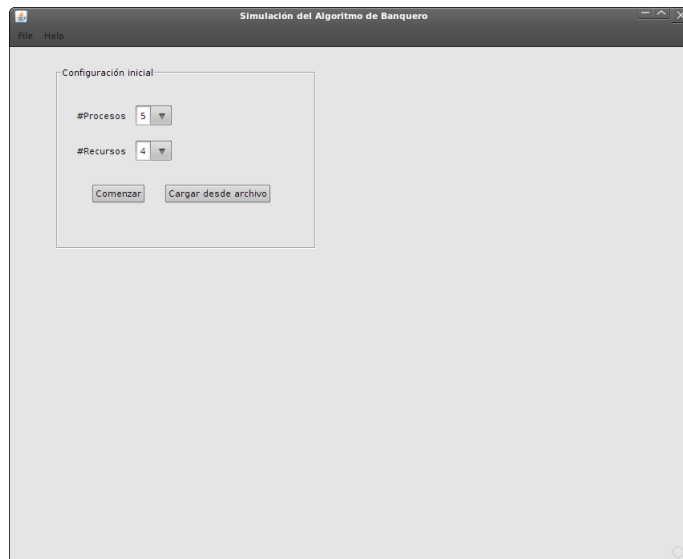 Simulación del Algoritmo de Banquero
File Help
Configuración inicial
#Procesos 5
#Recursos 4
Comenzar Cargar desde archivo